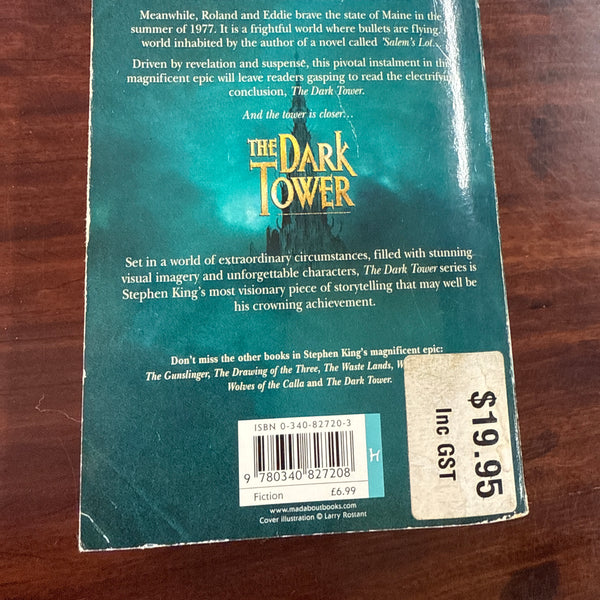 Meanwhile, Roland and Eddie brave the state of Maine in the
summer of 1977. It is a frightful world where bullets are flying.
world inhabited by the author of a novel called 'Salem's Lot...
Driven by revelation and suspense, this pivotal instalment in this
magnificent epic will leave readers gasping to read the electrifying
conclusion, The Dark Tower.
And the tower is closer...
THE DARK
TOWER
Set in a world of extraordinary circumstances, filled with stunning
visual imagery and unforgettable characters, The Dark Tower series is
Stephen King's most visionary piece of storytelling that may well be
his crowning achievement.
Don't miss the other books in Stephen King's magnificent epic:
The Gunslinger, The Drawing of the Three, The Waste Lands,
Wolves of the Calla and The Dark Tower.
ISBN 0-340-82720-3
9 780340 827208
Fiction £6.99
www.madaboutbooks.com
Cover illustration © Larry Rostant
$19.95
Inc GST